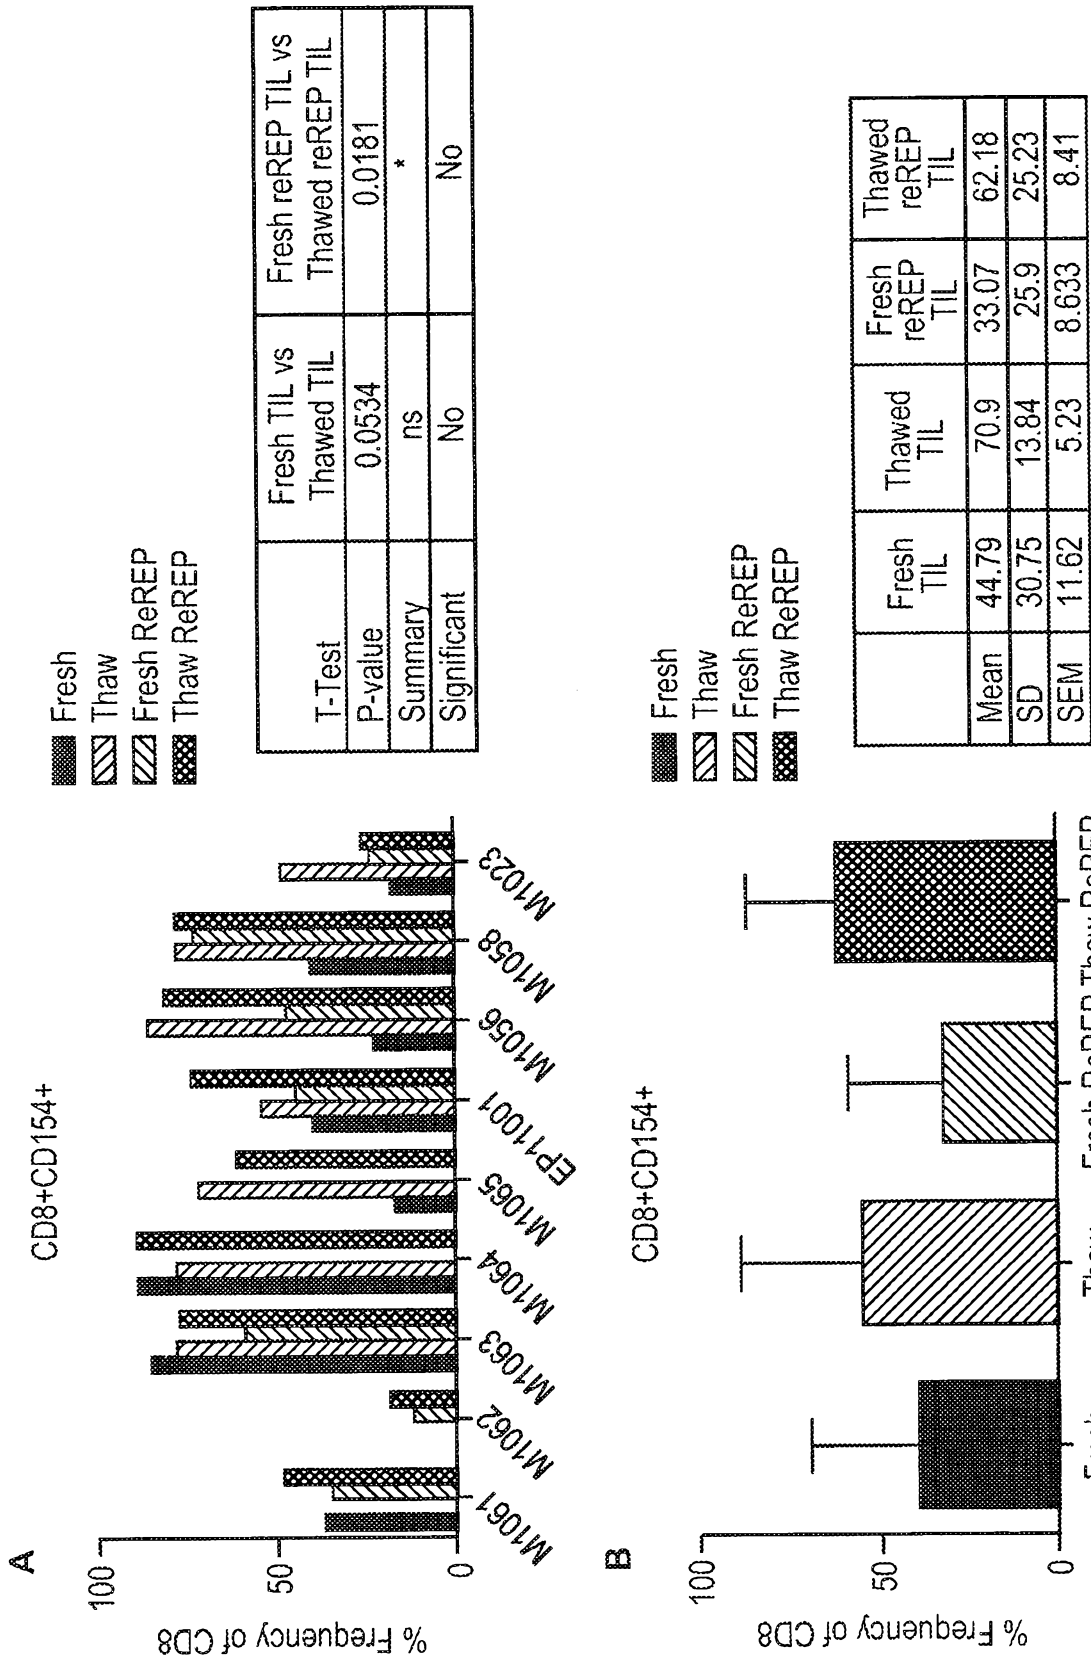 A
CD8+CD154+
% Frequency of CD8
100
50
0
M1061
M1062
M1063
M1064
M1065
EP11001
M1056
M1058
M1023
Fresh
Thaw
Fresh ReREP
Thaw ReREP
T-Test
Fresh TIL vs Thawed TIL
Fresh reREP TIL vs Thawed reREP TIL
P-value 0.0534 0.0181
Summary ns *
Significant No No
B
CD8+CD154+
% Frequency of CD8
100
50
0
Thaw Fresh ReREP Thaw ReREP
Fresh
Thaw
Fresh ReREP
Thaw ReREP
Fresh TIL
Thawed TIL
Fresh reREP TIL
Thawed reREP TIL
Mean 44.79 70.9 33.07 62.18
SD 30.75 13.84 25.9 25.23
SEM 11.62 5.23 8.633 8.41